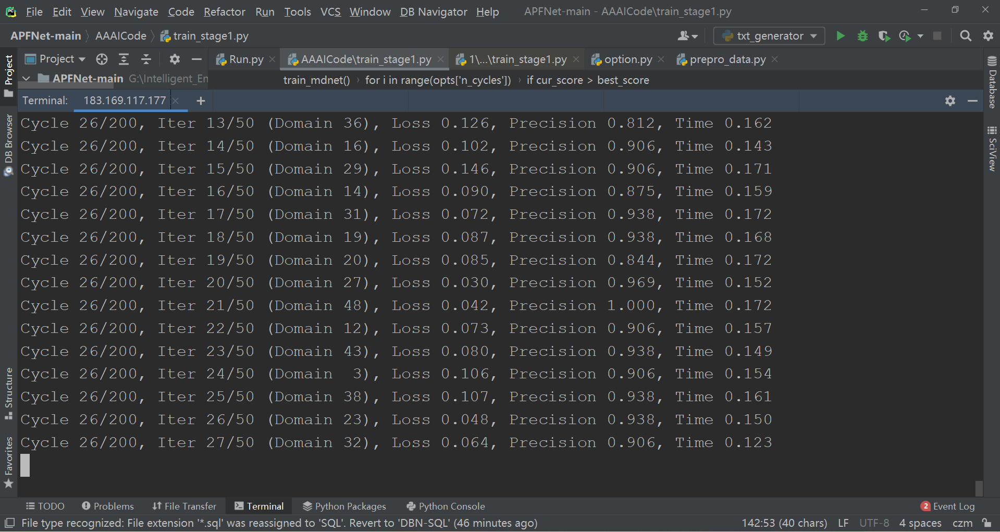 File Edit View Navigate Code Refactor Run Tools VCS Window DB Navigator Help APFNet-main - AAAICode\train_stage1.py
APFNet-main AAAICode train_stage1.py txt_generator
Project Run.py AAAICode\train_stage1.py 1\...\train_stage1.py option.py prepro_data.py
APFNet-main G:\Intelligent_En train_mdnet() for i in range(opts['n_cycles']) if cur_score > best_score
Terminal: 183.169.117.177
Cycle 26/200, Iter 13/50 (Domain 36), Loss 0.126, Precision 0.812, Time 0.162
Cycle 26/200, Iter 14/50 (Domain 16), Loss 0.102, Precision 0.906, Time 0.143
Cycle 26/200, Iter 15/50 (Domain 29), Loss 0.146, Precision 0.906, Time 0.171
Cycle 26/200, Iter 16/50 (Domain 14), Loss 0.090, Precision 0.875, Time 0.159
Cycle 26/200, Iter 17/50 (Domain 31), Loss 0.072, Precision 0.938, Time 0.172
Cycle 26/200, Iter 18/50 (Domain 19), Loss 0.087, Precision 0.938, Time 0.168
Cycle 26/200, Iter 19/50 (Domain 20), Loss 0.085, Precision 0.844, Time 0.172
Cycle 26/200, Iter 20/50 (Domain 27), Loss 0.030, Precision 0.969, Time 0.152
Cycle 26/200, Iter 21/50 (Domain 48), Loss 0.042, Precision 1.000, Time 0.172
Cycle 26/200, Iter 22/50 (Domain 12), Loss 0.073, Precision 0.906, Time 0.157
Cycle 26/200, Iter 23/50 (Domain 43), Loss 0.080, Precision 0.938, Time 0.149
Cycle 26/200, Iter 24/50 (Domain  3), Loss 0.106, Precision 0.906, Time 0.154
Cycle 26/200, Iter 25/50 (Domain 38), Loss 0.107, Precision 0.938, Time 0.161
Cycle 26/200, Iter 26/50 (Domain 23), Loss 0.048, Precision 0.938, Time 0.150
Cycle 26/200, Iter 27/50 (Domain 32), Loss 0.064, Precision 0.906, Time 0.123
Project
DB Browser
Structure
Favorites
Database
SciView
TODO Problems File Transfer Terminal Python Packages Python Console 2 Event Log
File type recognized: File extension '*.sql' was reassigned to 'SQL'. Revert to 'DBN-SQL' (46 minutes ago) 142:53 (40 chars) LF UTF-8 4 spaces czm